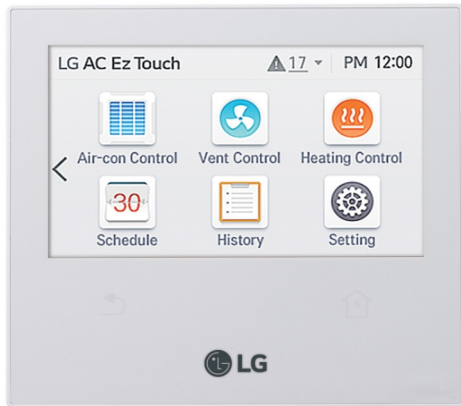 LG AC Ez Touch 17 PM 12:00
Air-con Control Vent Control Heating Control
30
Schedule History Setting
LG